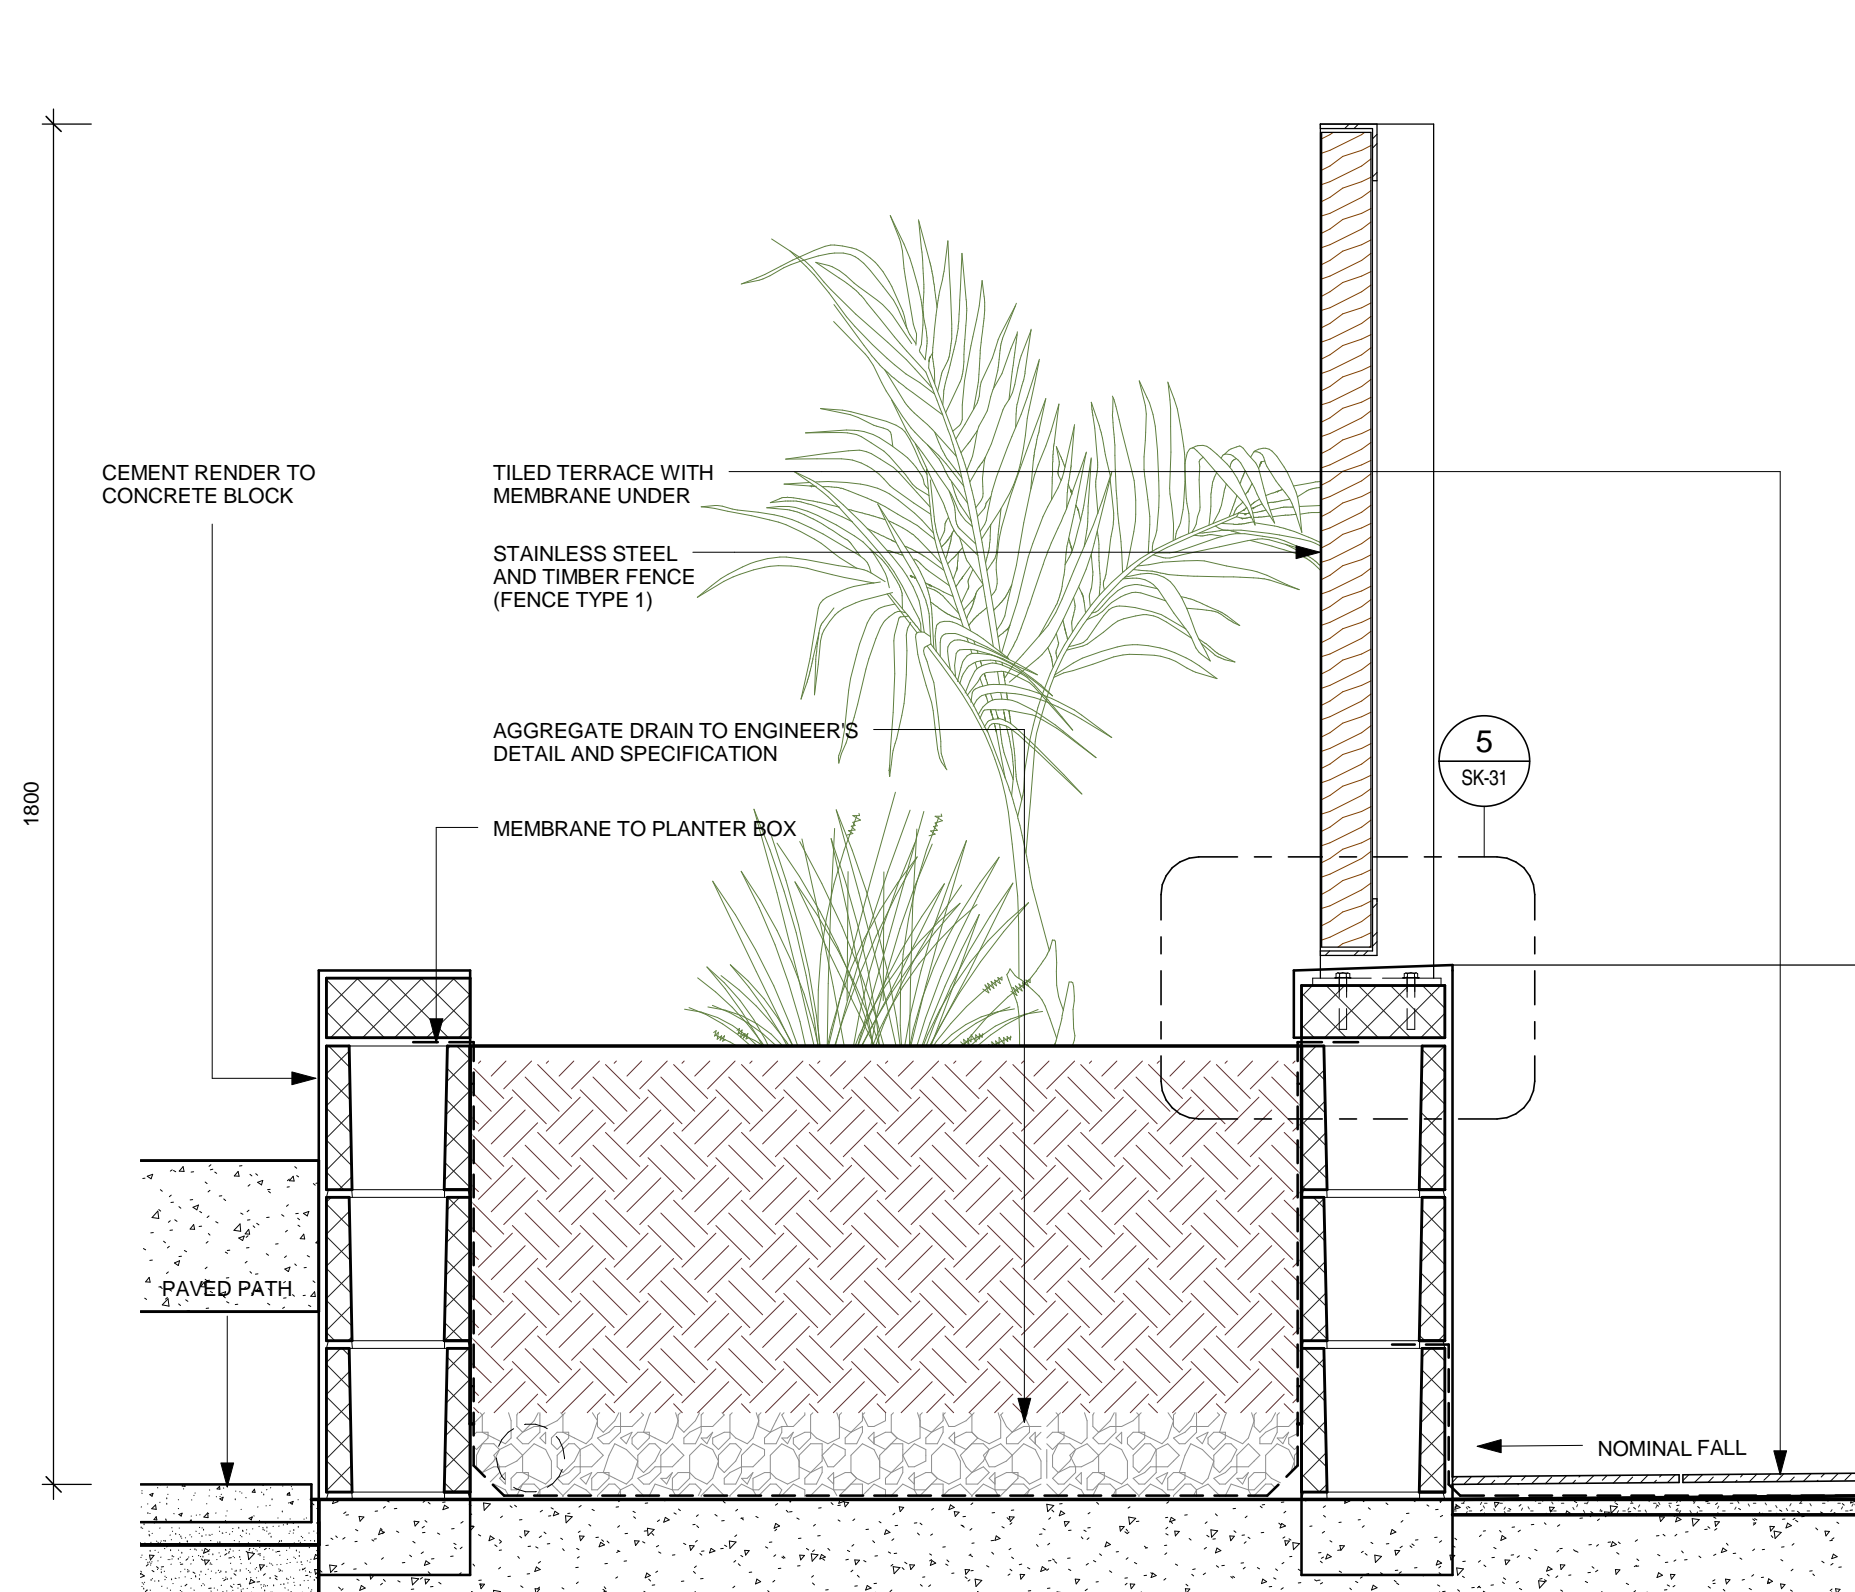 CEMENT RENDER TO
CONCRETE BLOCK
TILED TERRACE WITH
MEMBRANE UNDER
STAINLESS STEEL
AND TIMBER FENCE
(FENCE TYPE 1)
AGGREGATE DRAIN TO ENGINEER'S
DETAIL AND SPECIFICATION
5
SK-31
1800
MEMBRANE TO PLANTER BOX
PAVED PATH
NOMINAL FALL